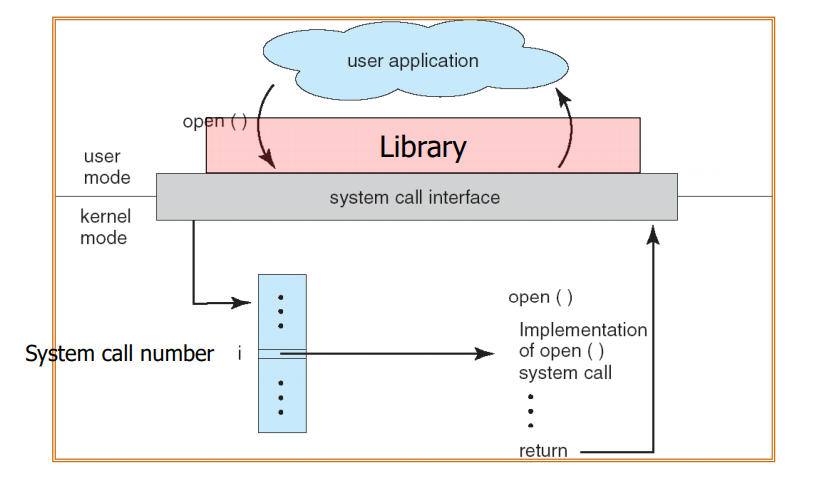 user application
open ( )
Library
user
mode
system call interface
kernel
mode
open ( )
Implementation
of open ( )
system call
System call number
i
return